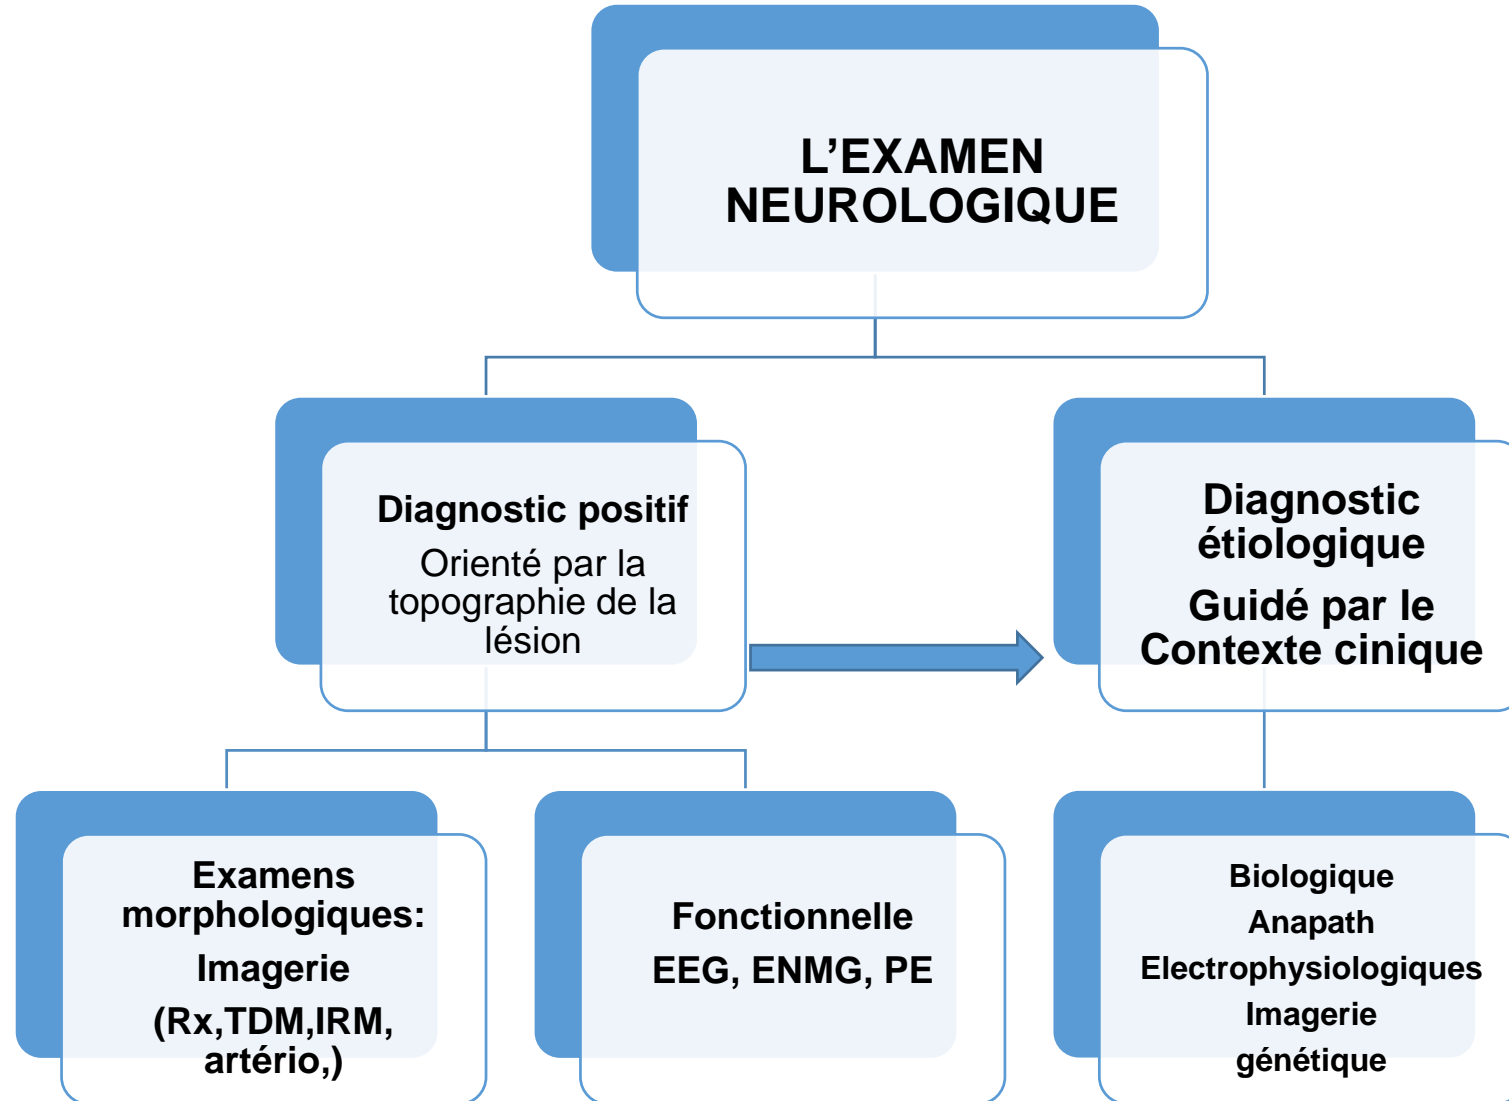 L’EXAMEN
NEUROLOGIQUE
Diagnostic positif
Orienté par la
topographie de la
lésion
Diagnostic
étiologique
Guidé par le
Contexte cinique
Examens
morphologiques:
Imagerie
(Rx,TDM,IRM,
artério,)
Fonctionnelle
EEG, ENMG, PE
Biologique
Anapath
Electrophysiologiques
Imagerie
génétique